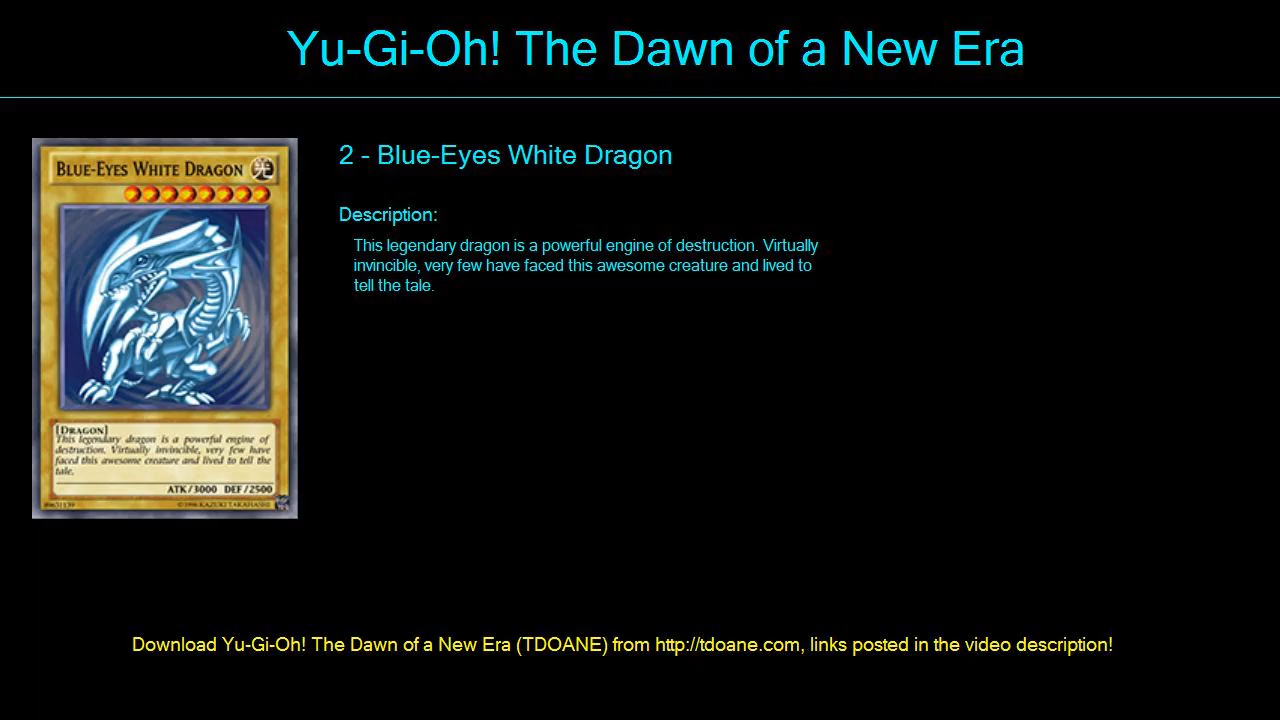 Yu-Gi-Oh! The Dawn of a New Era
BLUE-EYES WHITE DRAGON 光
[DRAGON]
This legendary dragon is a powerful engine of
destruction. Virtually invincible, very few have
faced this awesome creature and lived to tell the
tale.
ATK/3000 DEF/2500
©1996 KAZUKI TAKAHASHI
2 - Blue-Eyes White Dragon
Description:
This legendary dragon is a powerful engine of destruction. Virtually
invincible, very few have faced this awesome creature and lived to
tell the tale.
Download Yu-Gi-Oh! The Dawn of a New Era (TDOANE) from http://tdoane.com, links posted in the video description!